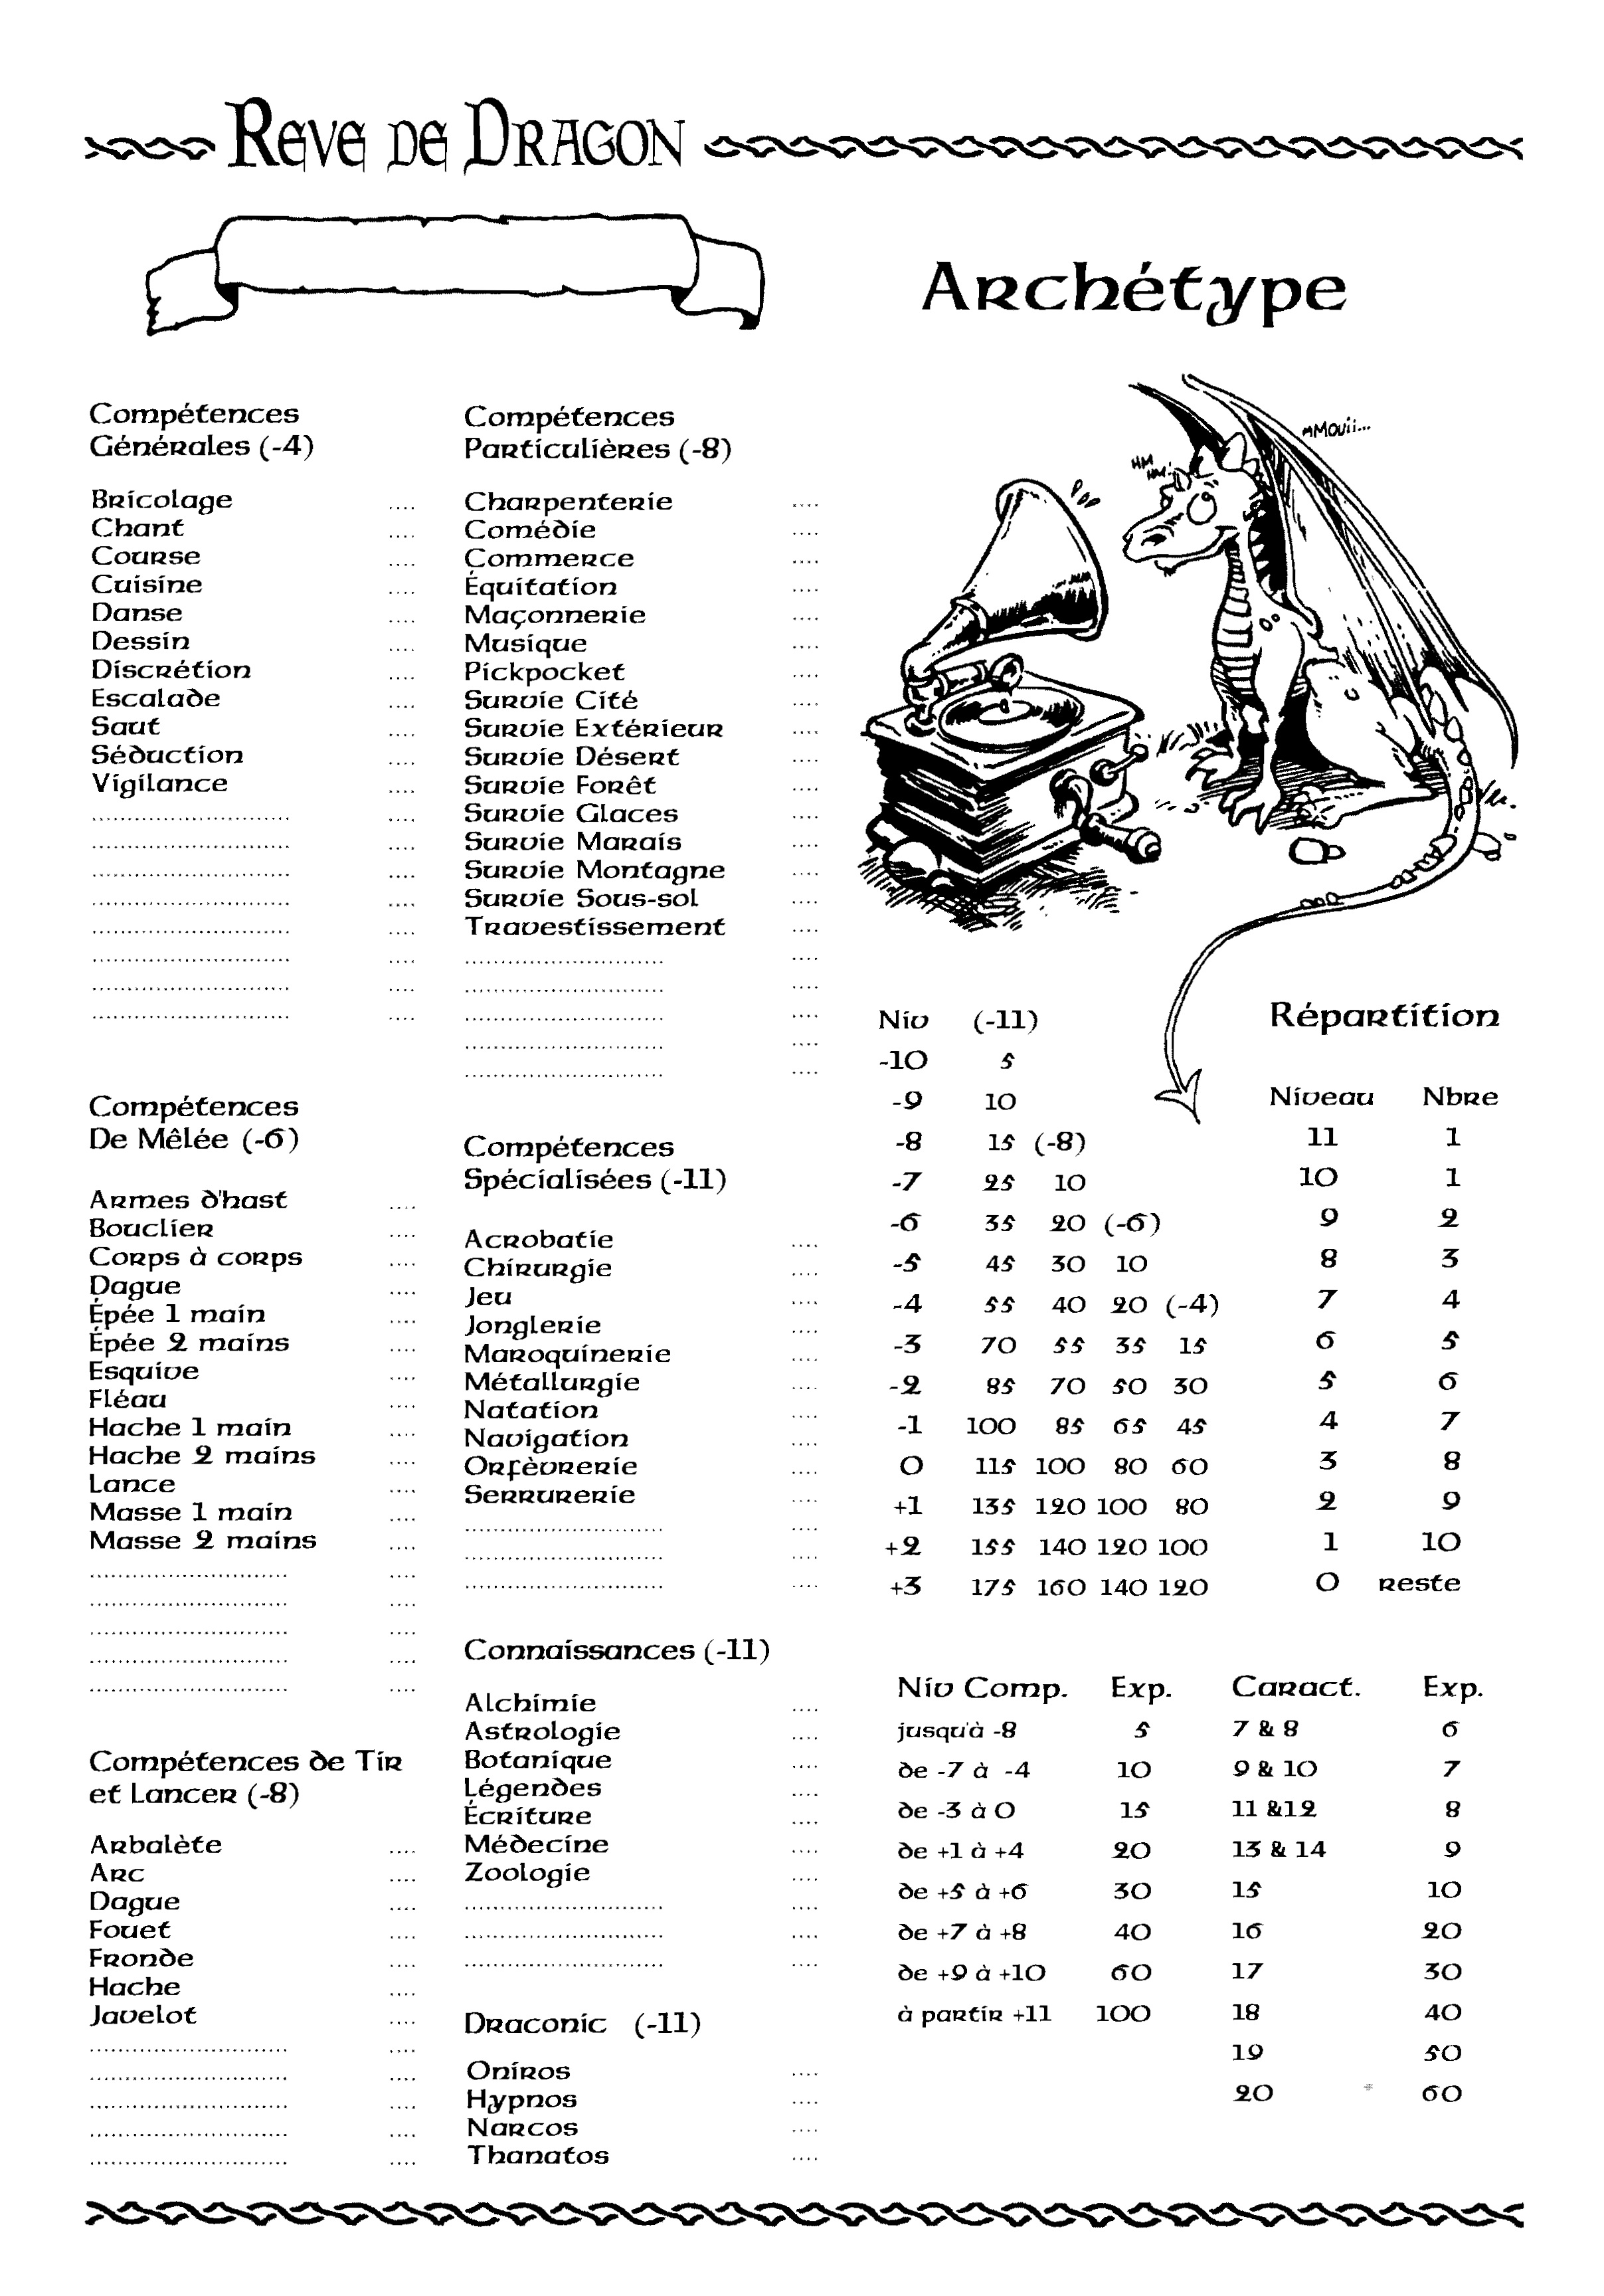 Reve de Dragon
Archétype
Compétences
Générales (-4)
Bricolage ....
Chant ....
Course ....
Cuisine ....
Danse ....
Dessin ....
Discrétion ....
Escalade ....
Saut ....
Séduction ....
Vigilance ....
Compétences
De Mêlée (-6)
Armes d'hast ....
Bouclier ....
Corps à corps ....
Dague ....
Épée 1 main ....
Épée 2 mains ....
Esquive ....
Fléau ....
Hache 1 main ....
Hache 2 mains ....
Lance ....
Masse 1 main ....
Masse 2 mains ....
Compétences de Tir
et Lancer (-8)
Arbalète ....
Arc ....
Dague ....
Fouet ....
Fronde ....
Hache ....
Javelot ....
Compétences
Particulières (-8)
Charpenterie ....
Comédie ....
Commerce ....
Équitation ....
Maçonnerie ....
Musique ....
Pickpocket ....
Survie Cité ....
Survie Extérieur ....
Survie Désert ....
Survie Forêt ....
Survie Glaces ....
Survie Marais ....
Survie Montagne ....
Survie Sous-sol ....
Travestissement ....
Compétences
Spécialisées (-11)
Acrobatie ....
Chirurgie ....
Jeu ....
Jonglerie ....
Maroquinerie ....
Métallurgie ....
Natation ....
Navigation ....
Orfèvrerie ....
Serrurerie ....
Connaissances (-11)
Alchimie ....
Astrologie ....
Botanique ....
Légendes ....
Écriture ....
Médecine ....
Zoologie ....
Draconic (-11)
Oniros ....
Hypnos ....
Narcos ....
Thanatos ....
MMouii...
HM
HM
Niv (-11)
-10 5
-9 10
-8 15 (-8)
-7 25 10
-6 35 20 (-6)
-5 45 30 10
-4 55 40 20 (-4)
-3 70 55 35 15
-2 85 70 50 30
-1 100 85 65 45
0 115 100 80 60
+1 135 120 100 80
+2 155 140 120 100
+3 175 160 140 120
Répartition
Niveau Nbre
11 1
10 1
9 2
8 3
7 4
6 5
5 6
4 7
3 8
2 9
1 10
0 reste
Niv Comp. Exp.
jusqu'à -8 5
de -7 à -4 10
de -3 à 0 15
de +1 à +4 20
de +5 à +6 30
de +7 à +8 40
de +9 à +10 60
à partir +11 100
Caract. Exp.
7 & 8 6
9 & 10 7
11 &12 8
13 & 14 9
15 10
16 20
17 30
18 40
19 50
20 60